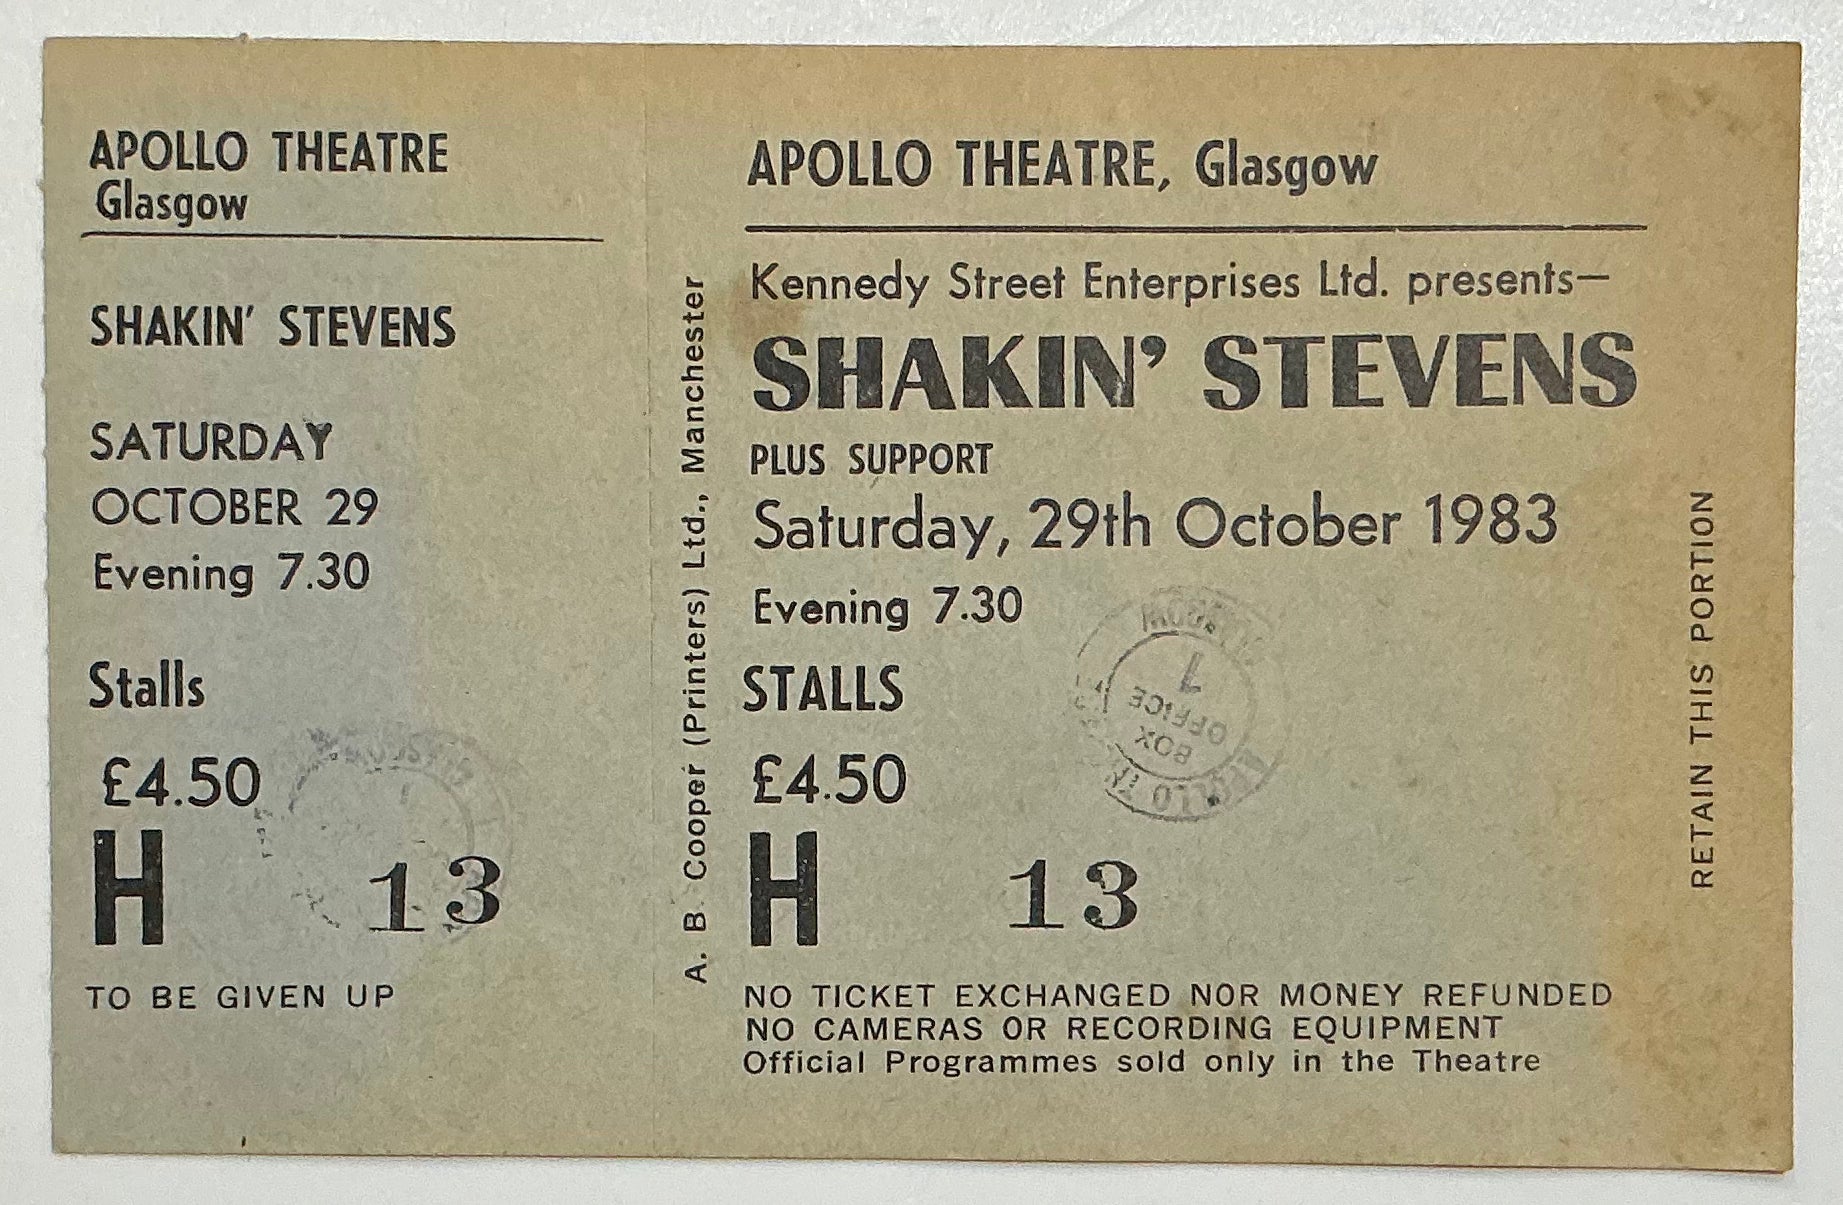 APOLLO THEATRE
Glasgow
SHAKIN' STEVENS
SATURDAY
OCTOBER 29
Evening 7.30
Stalls
£4.50
H 13
TO BE GIVEN UP
A. B. Cooper (Printers) Ltd., Manchester
APOLLO THEATRE, Glasgow
Kennedy Street Enterprises Ltd. presents—
SHAKIN' STEVENS
PLUS SUPPORT
Saturday, 29th October 1983
Evening 7.30
STALLS
£4.50
H 13
NO TICKET EXCHANGED NOR MONEY REFUNDED
NO CAMERAS OR RECORDING EQUIPMENT
Official Programmes sold only in the Theatre
RETAIN THIS PORTION
BOX
OFFICE
1
APOLLO